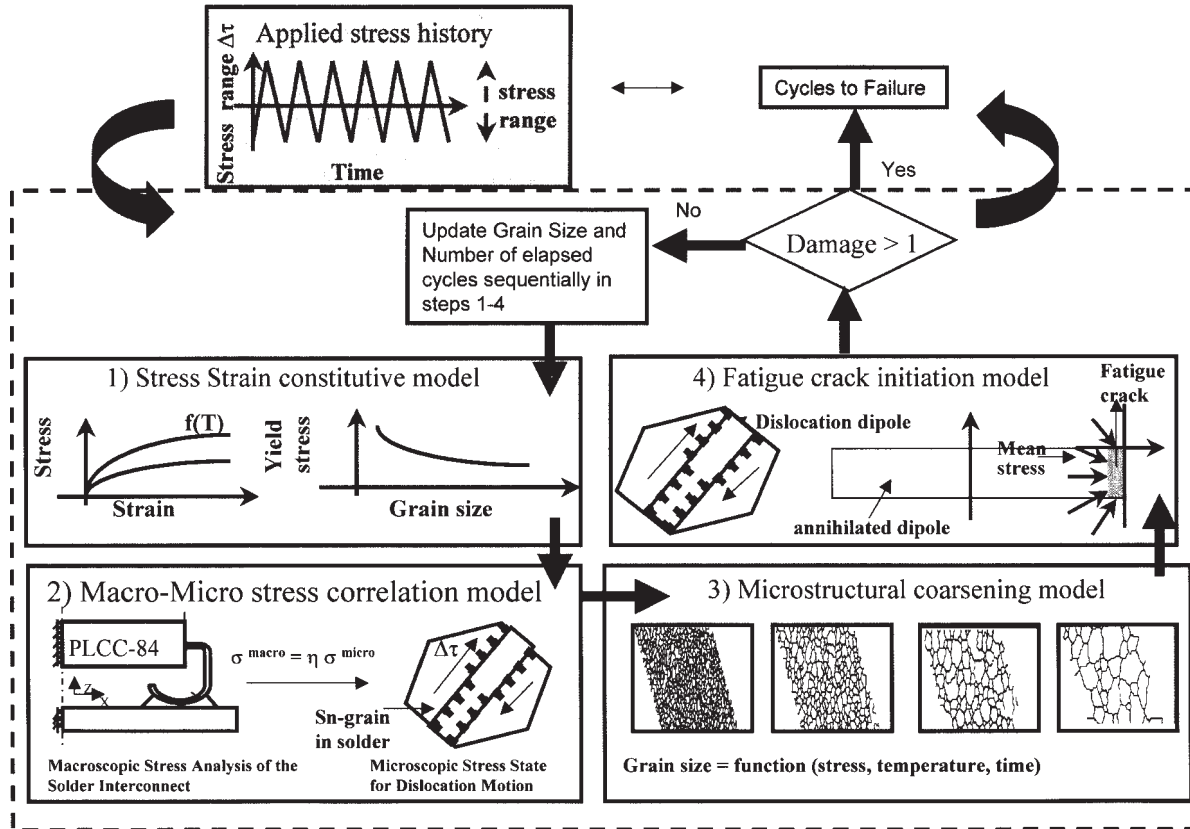 Applied stress history
Stress range Δτ
stress
range
Time
Cycles to Failure
Yes
No
Damage > 1
Update Grain Size and
Number of elapsed
cycles sequentially in
steps 1-4
1) Stress Strain constitutive model
Stress
f(T)
Strain
Yield
stress
Grain size
4) Fatigue crack initiation model
Fatigue
crack
Dislocation dipole
Mean
stress
annihilated dipole
2) Macro-Micro stress correlation model
PLCC-84
Z
X
σ macro = η σ micro
Δτ
Sn-grain
in solder
Macroscopic Stress Analysis of the
Solder Interconnect
Microscopic Stress State
for Dislocation Motion
3) Microstructural coarsening model
Grain size = function (stress, temperature, time)